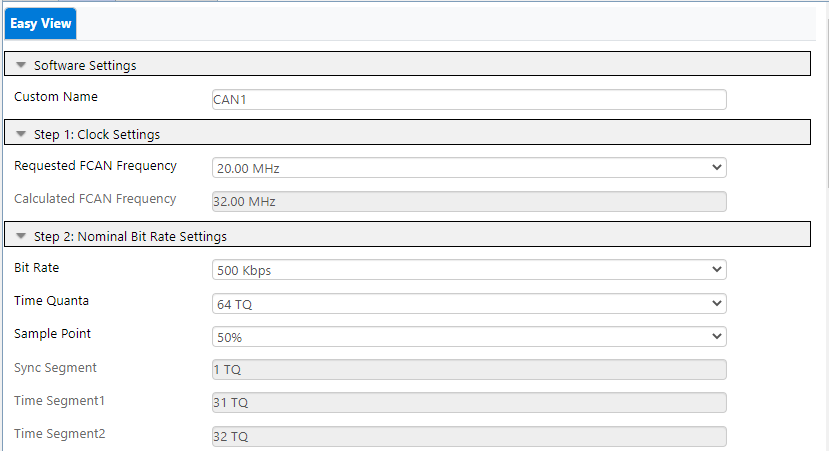 Easy View
Software Settings
Custom Name CAN1
Step 1: Clock Settings
Requested FCAN Frequency 20.00 MHz
Calculated FCAN Frequency 32.00 MHz
Step 2: Nominal Bit Rate Settings
Bit Rate 500 Kbps
Time Quanta 64 TQ
Sample Point 50%
Sync Segment 1 TQ
Time Segment1 31 TQ
Time Segment2 32 TQ